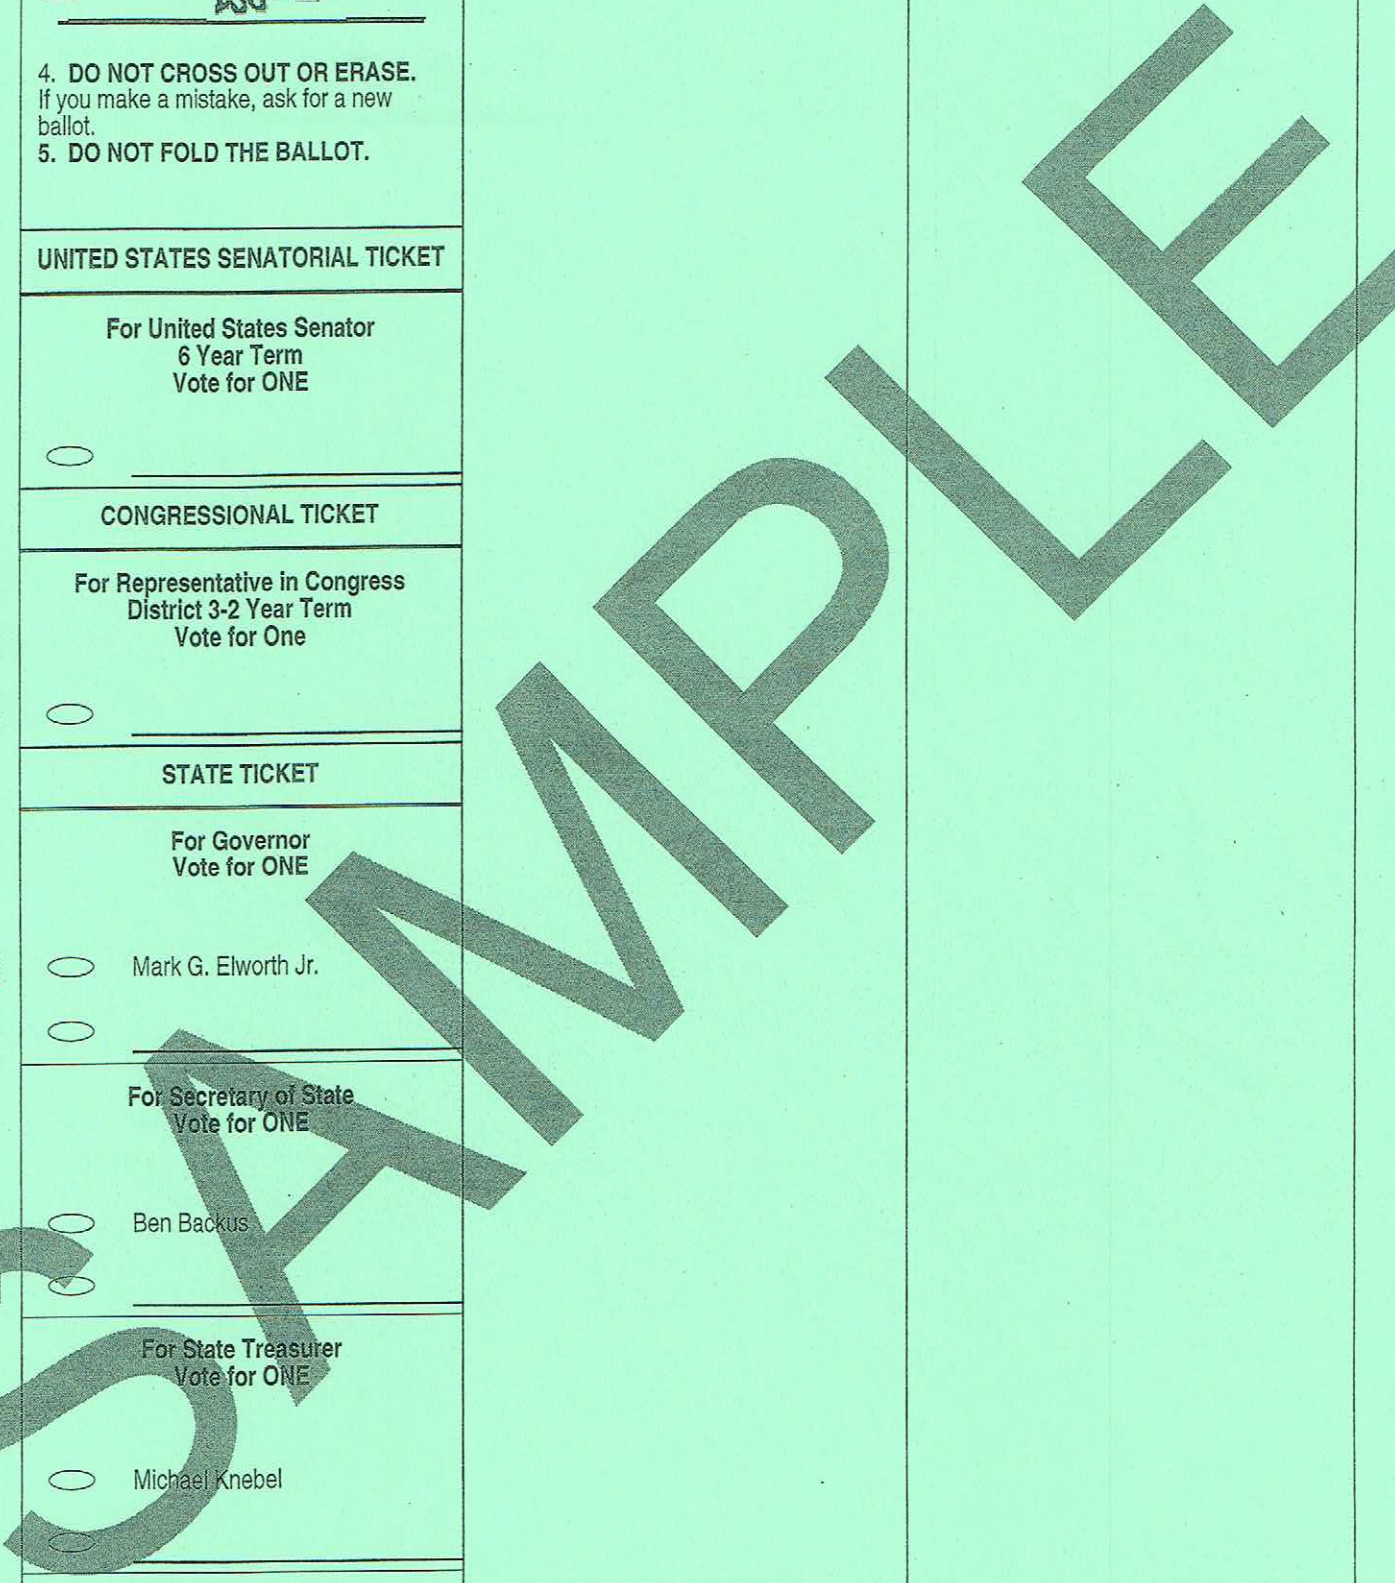 4. DO NOT CROSS OUT OR ERASE.
If you make a mistake, ask for a new
ballot.
5. DO NOT FOLD THE BALLOT.
UNITED STATES SENATORIAL TICKET
For United States Senator
6 Year Term
Vote for ONE
CONGRESSIONAL TICKET
For Representative in Congress
District 3-2 Year Term
Vote for One
STATE TICKET
For Governor
Vote for ONE
Mark G. Elworth Jr.
For Secretary of State
Vote for ONE
Ben Backus
For State Treasurer
Vote for ONE
Michael Knebel
SAMPLE